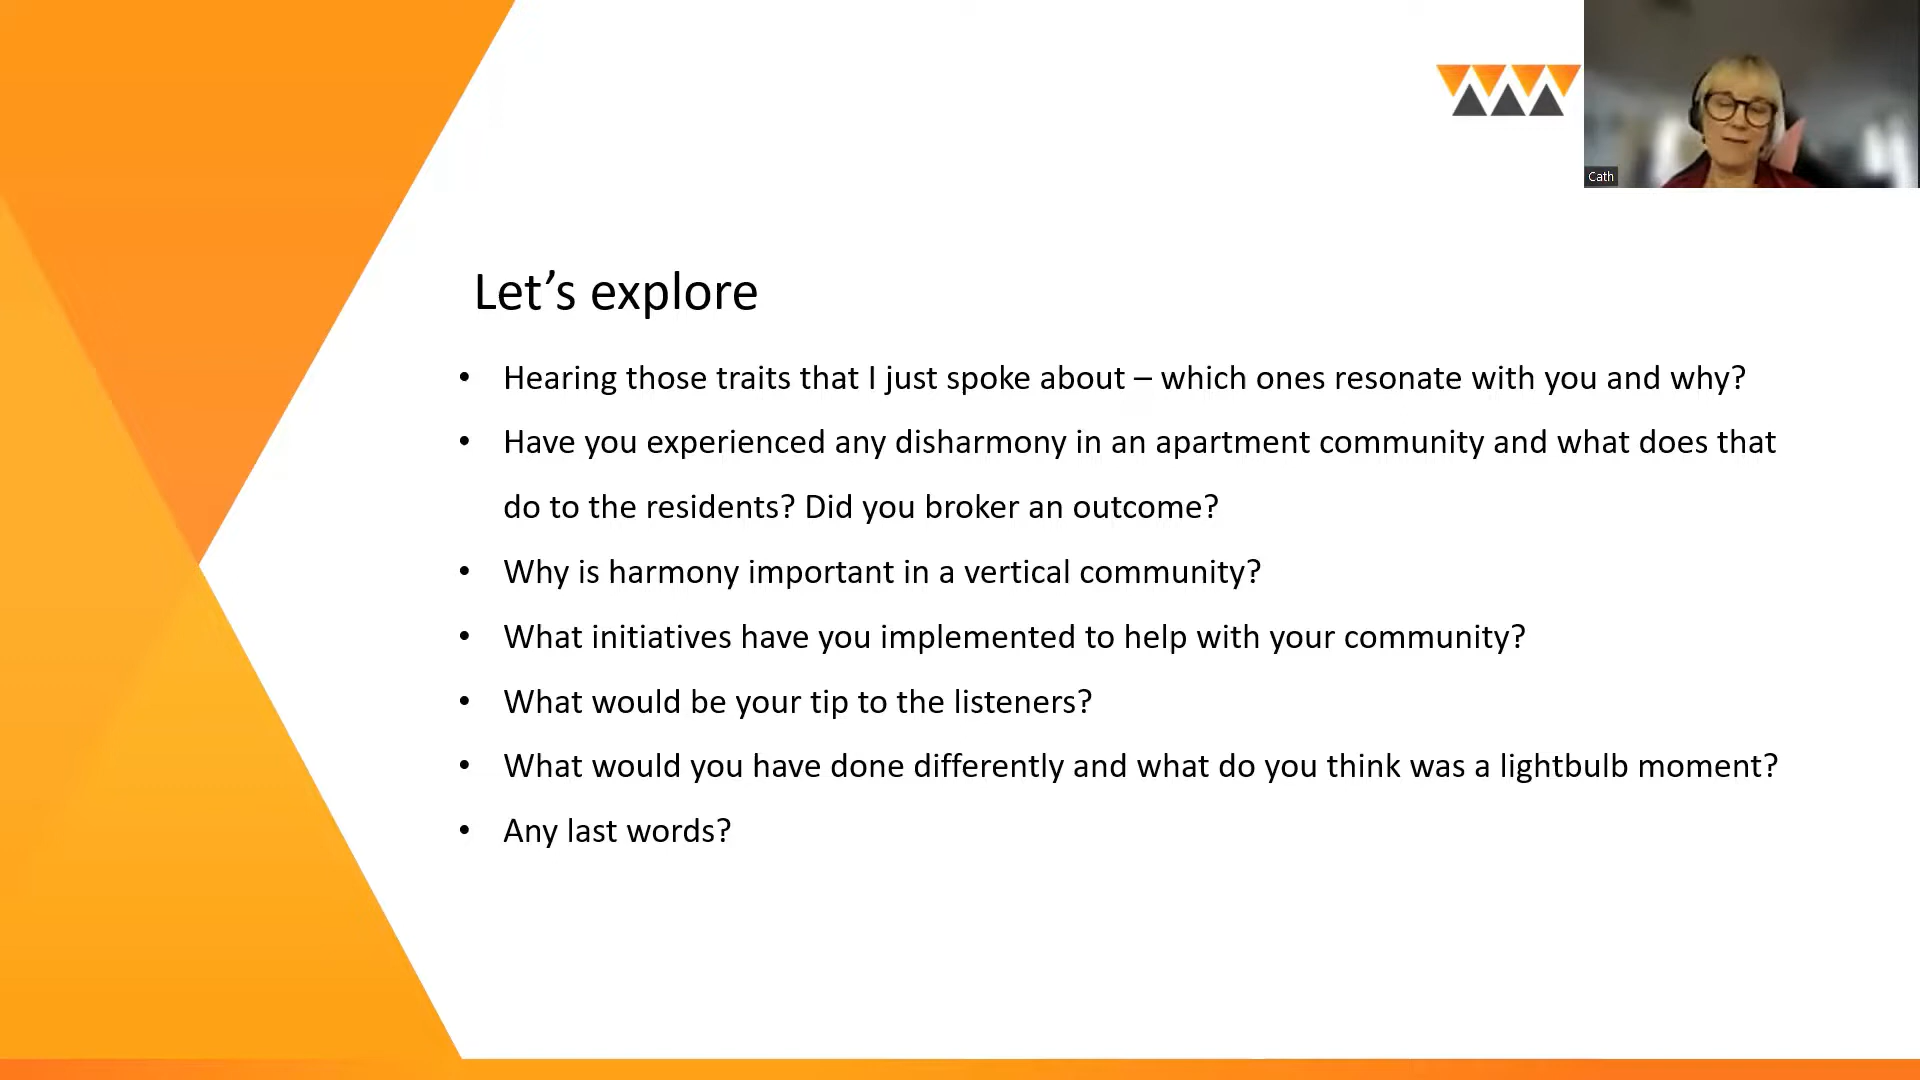 Cath
Let’s explore
• Hearing those traits that I just spoke about – which ones resonate with you and why?
• Have you experienced any disharmony in an apartment community and what does that
do to the residents? Did you broker an outcome?
• Why is harmony important in a vertical community?
• What initiatives have you implemented to help with your community?
• What would be your tip to the listeners?
• What would you have done differently and what do you think was a lightbulb moment?
• Any last words?